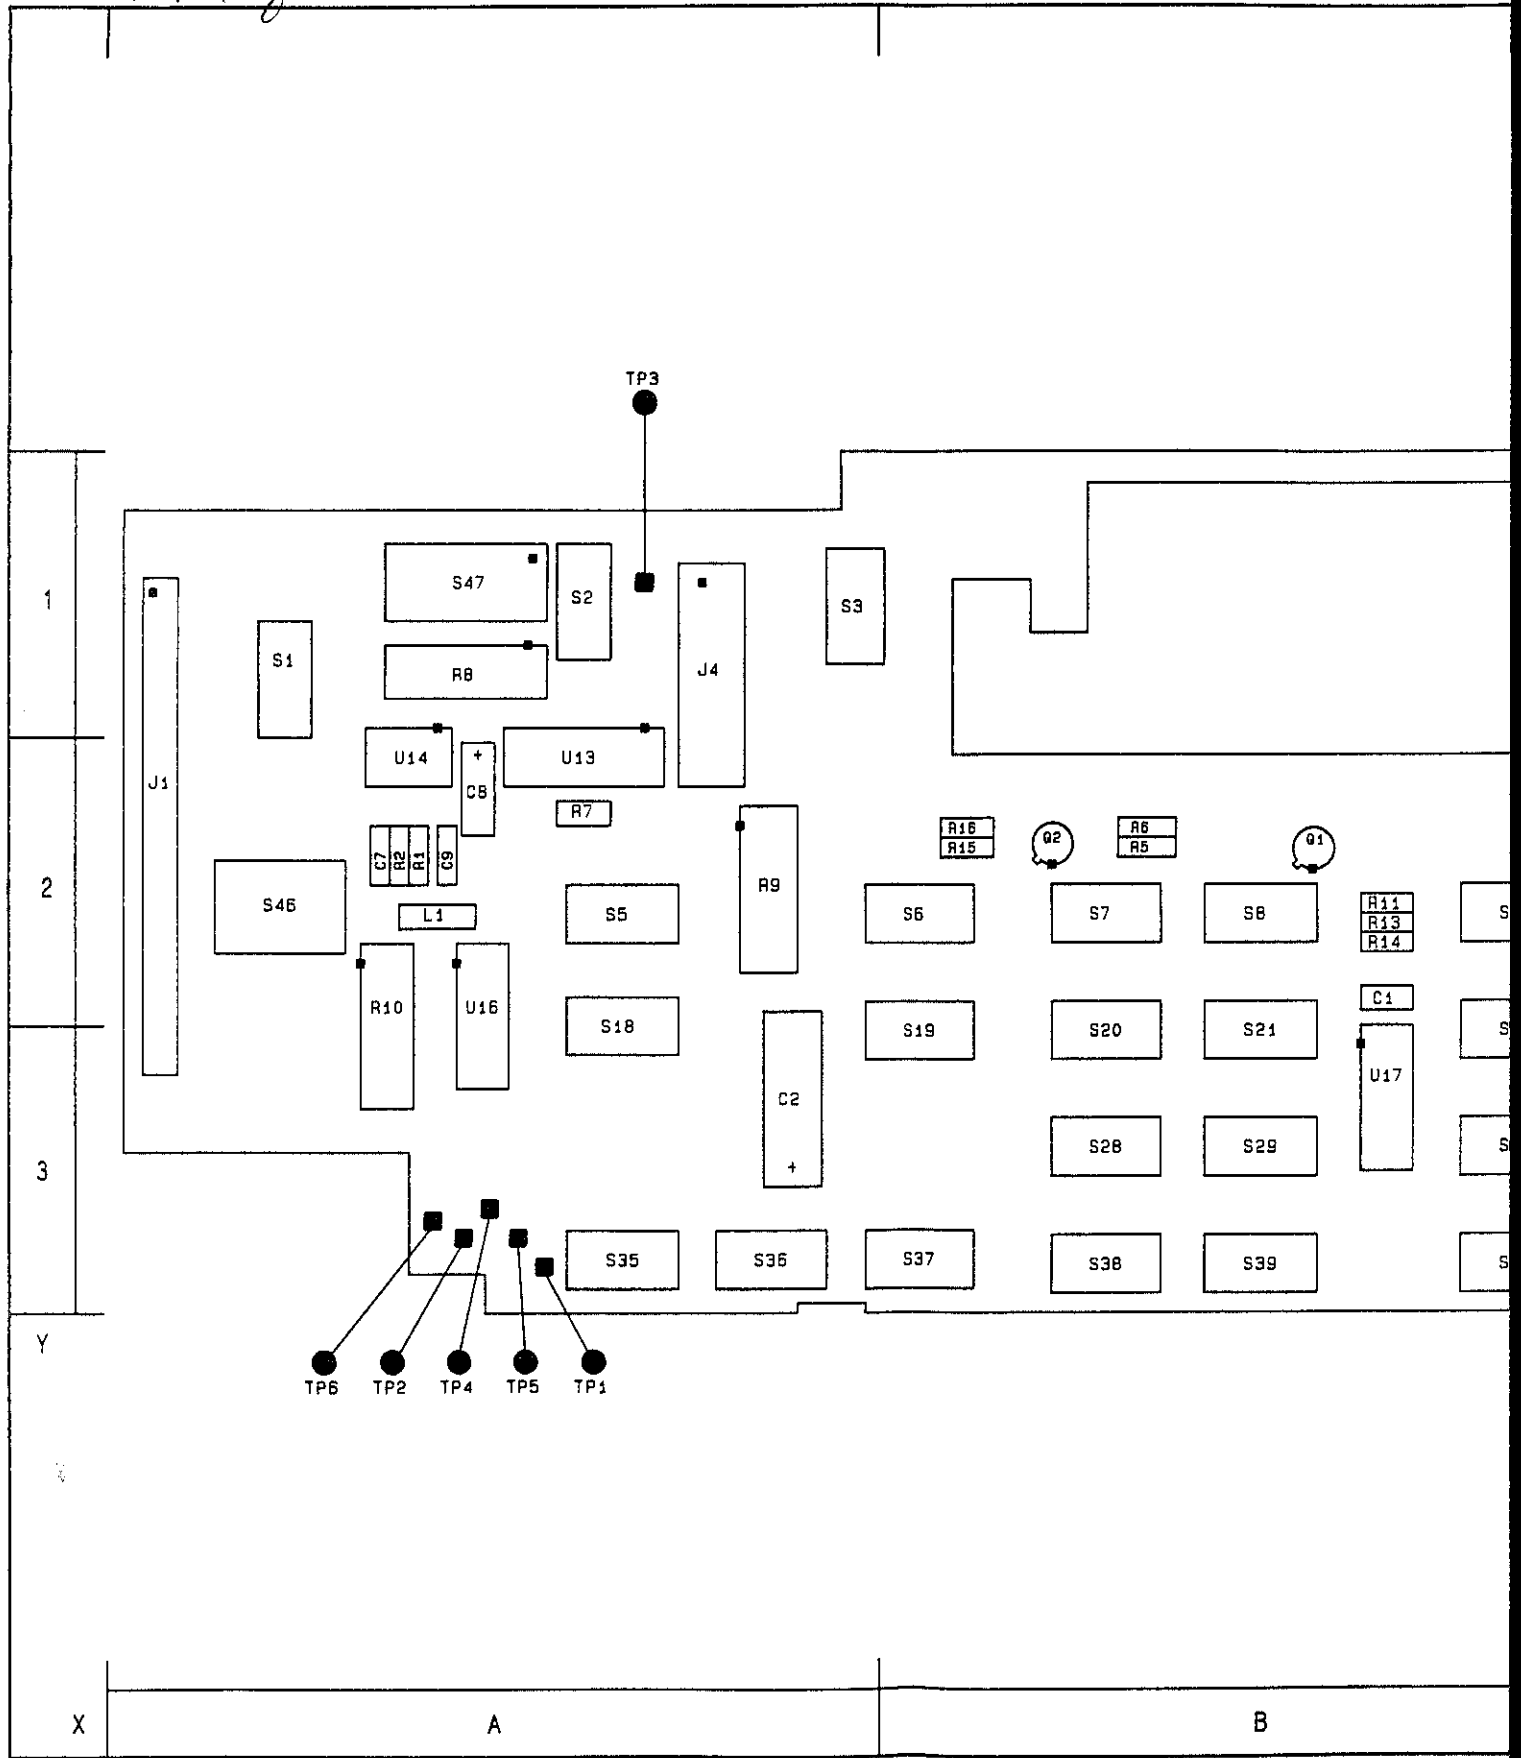 TP3
S47
S2
S3
1
S1
R8
J4
U14
+
U13
J1
C8
R7
R16
R6
Q2
Q1
R15
R5
C7
R2
R1
C9
R9
2
S46
L1
S5
S6
S7
S8
R11
S
R13
R14
R10
U16
C1
S18
S19
S20
S21
S
U17
C2
S28
S29
S
3
+
S35
S36
S37
S38
S39
S
Y
TP6 TP2 TP4 TP5 TP1
X A B